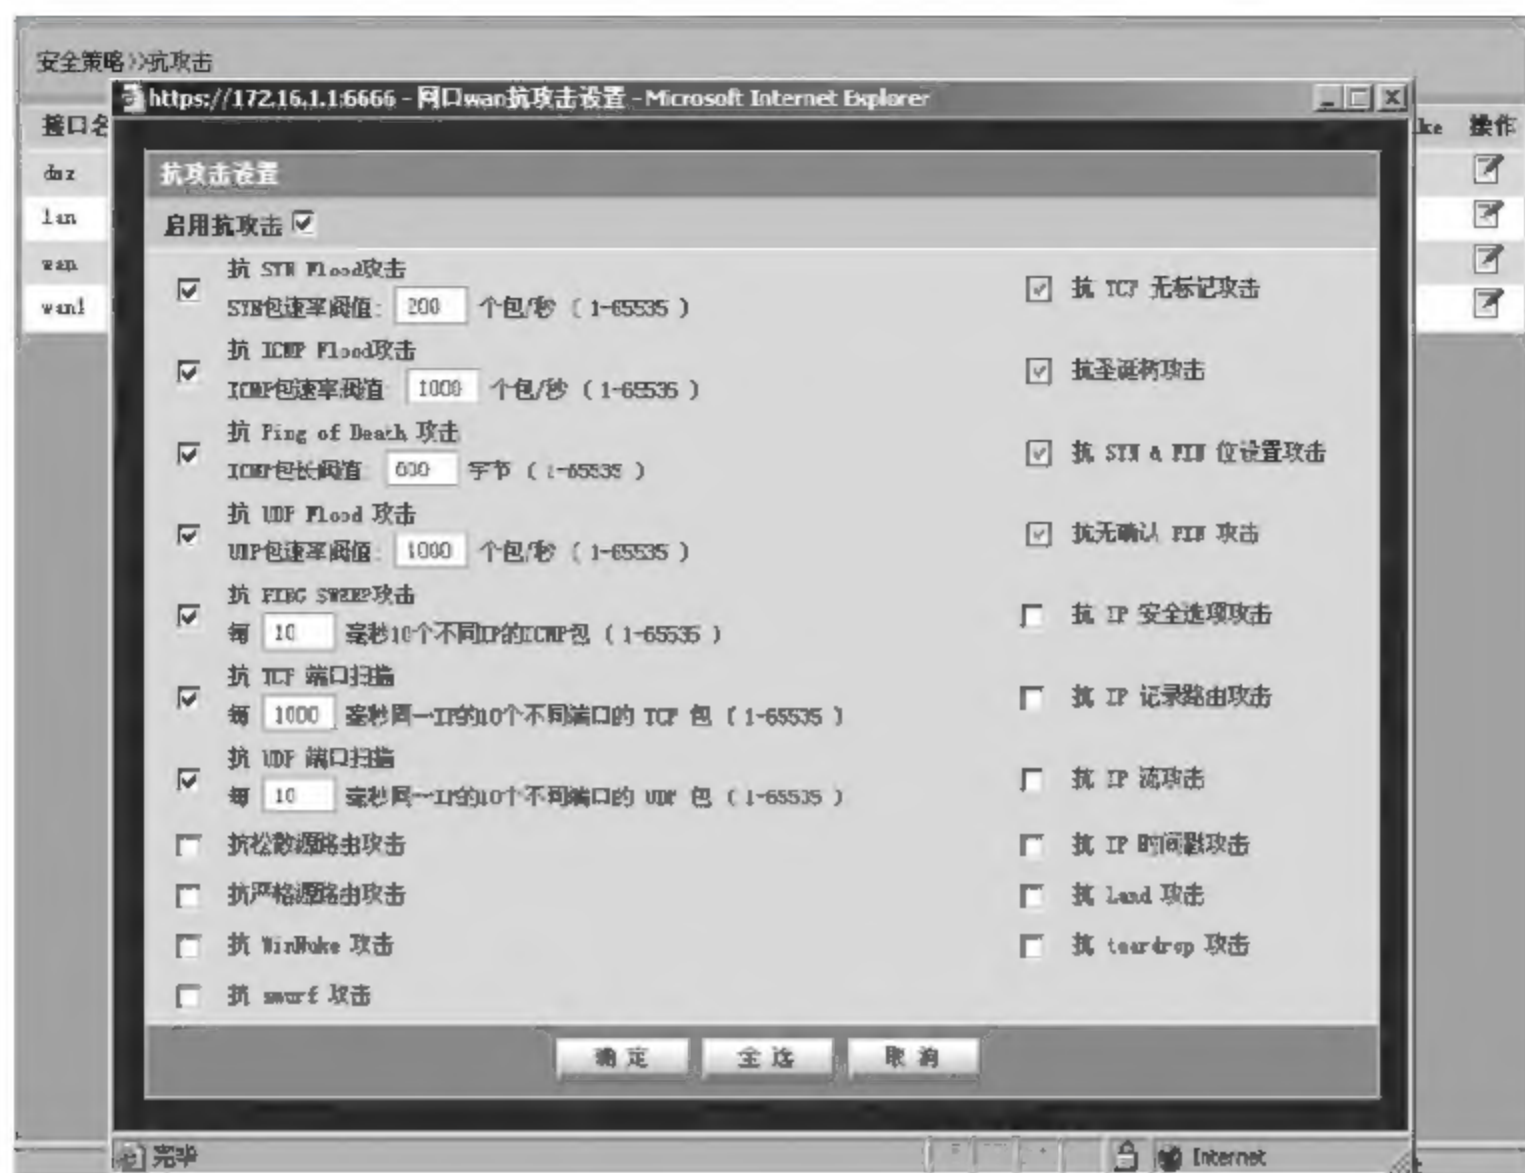 安全策略>>抗攻击
https://172.16.1.1:6666 - 网口wan抗攻击设置 - Microsoft Internet Explorer
接口名
ke 操作
dmz
lan
wan
wan1
抗攻击设置
启用抗攻击
抗 SYN Flood攻击
SYN包速率阀值: 200 个包/秒 ( 1-65535 )
抗 ICMP Flood攻击
ICMP包速率阀值: 1000 个包/秒 ( 1-65535 )
抗 Ping of Death 攻击
ICMP包长阀值: 字节 ( 1-65535 )
抗 UDP Flood 攻击
UDP包速率阀值: 1000 个包/秒 ( 1-65535 )
抗 PING SWEEP攻击
每 10 毫秒10个不同IP的ICMP包 ( 1-65535 )
抗 TCP 端口扫描
每 1000 毫秒同一IP的10个不同端口的 TCP 包 ( 1-65535 )
抗 UDP 端口扫描
每 10 毫秒同一IP的10个不同端口的 UDP 包 ( 1-65535 )
抗松散源路由攻击
抗严格源路由攻击
抗 WinNuke 攻击
抗 smurf 攻击
抗 TCP 无标记攻击
抗圣诞树攻击
抗 SYN & FIN 位设置攻击
抗无确认 FIN 攻击
抗 IP 安全选项攻击
抗 IP 记录路由攻击
抗 IP 流攻击
抗 IP 时间戳攻击
抗 Land 攻击
抗 teardrop 攻击
确定 全选 取消
完毕
Internet